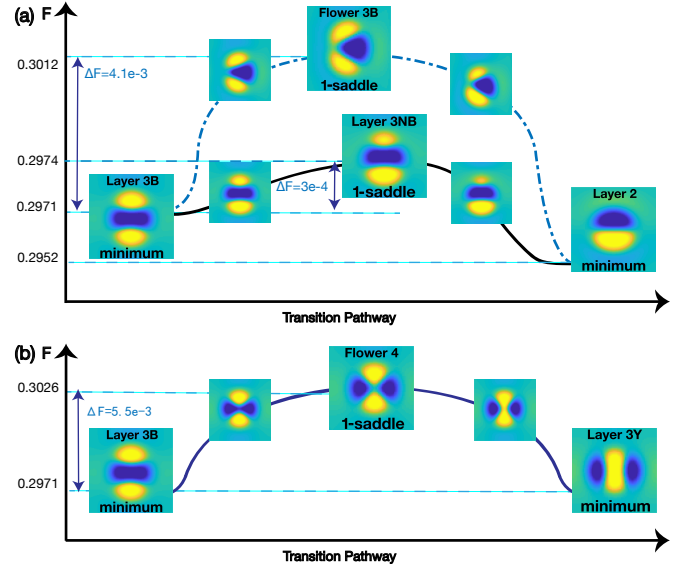 (a)
F
Flower 3B
0.3012
ΔF=4.1e-3
1-saddle
Layer 3NB
0.2974
Layer 3B
ΔF=3e-4
1-saddle
Layer 2
0.2971
0.2952
minimum
minimum
Transition Pathway
(b)
F
Flower 4
0.3026
ΔF=5.5e-3
1-saddle
Layer 3B
Layer 3Y
0.2971
minimum
minimum
Transition Pathway